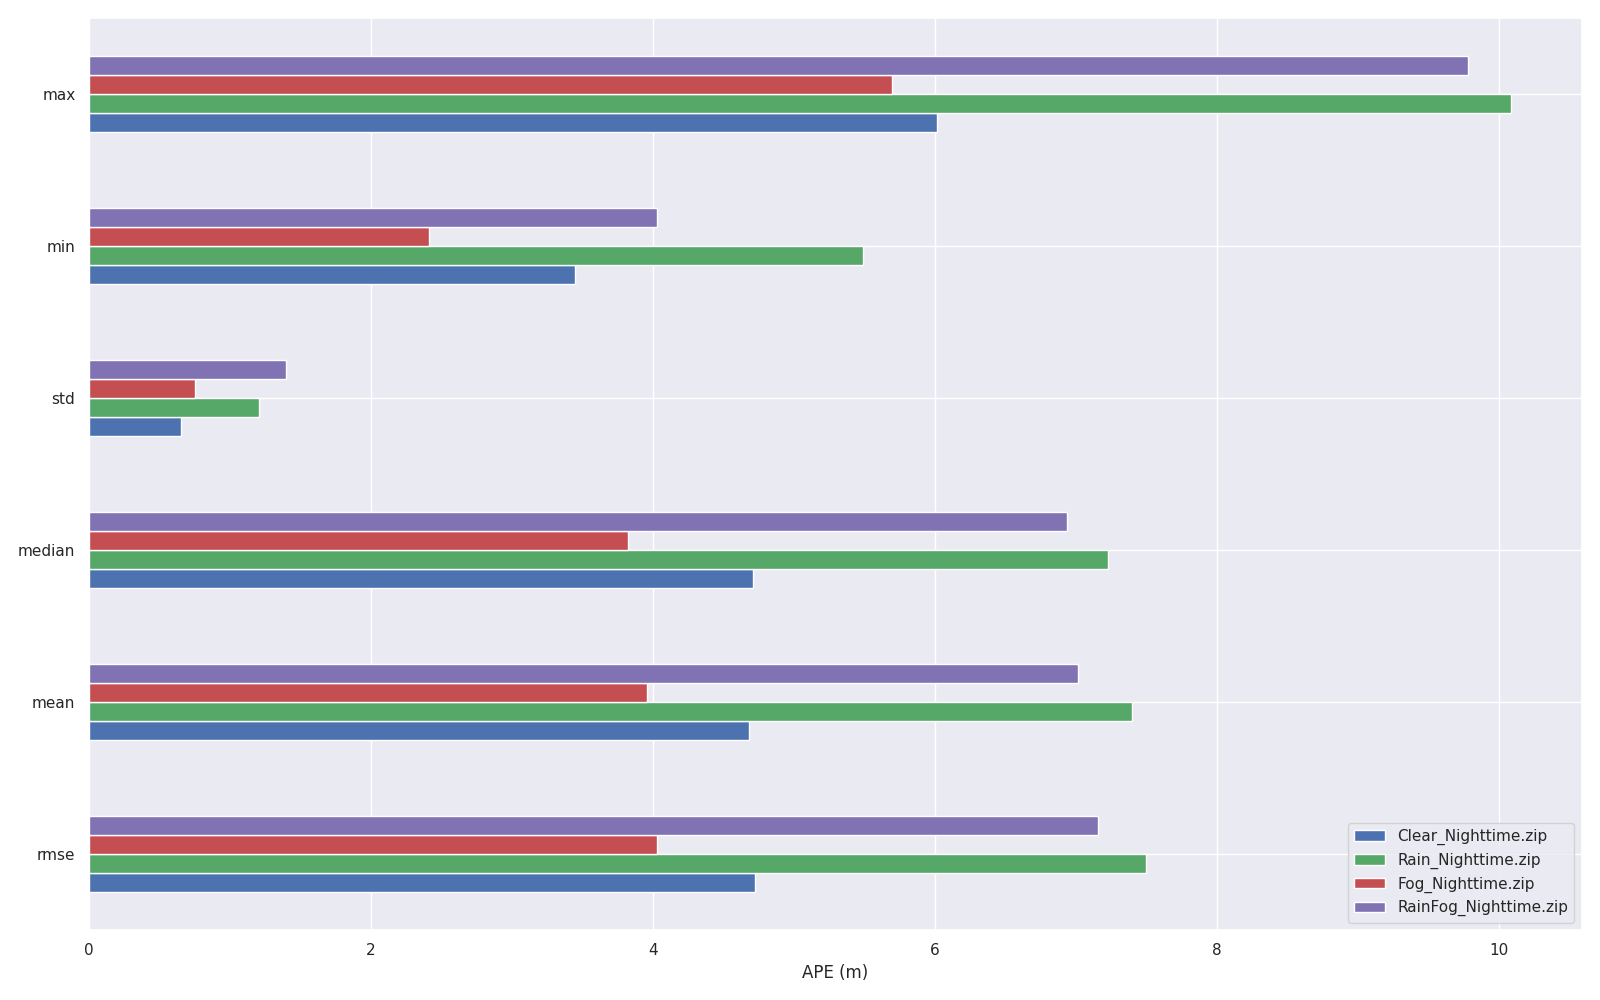 max
min
std
median
mean
rmse
Clear_Nighttime.zip
Rain_Nighttime.zip
Fog_Nighttime.zip
RainFog_Nighttime.zip
0 2 4 6 8 10
APE (m)